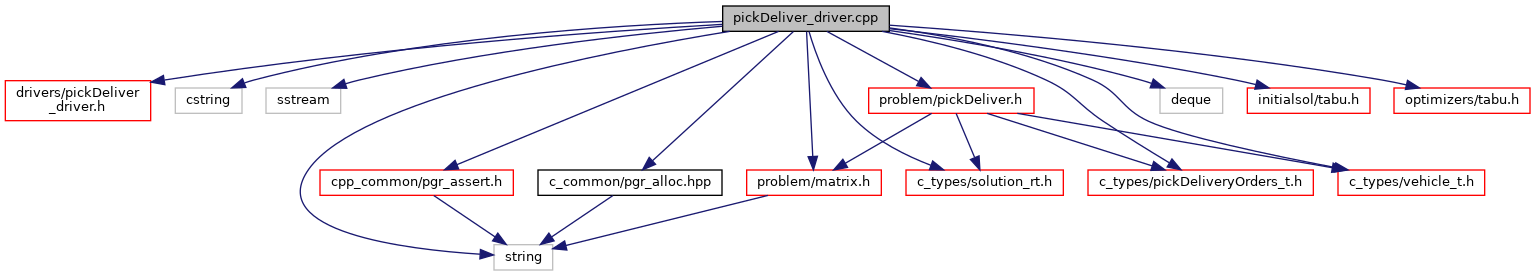 pickDeliver_driver.cpp
drivers/pickDeliver
_driver.h
cstring
sstream
problem/pickDeliver.h
deque
initialsol/tabu.h
optimizers/tabu.h
cpp_common/pgr_assert.h
c_common/pgr_alloc.hpp
problem/matrix.h
c_types/solution_rt.h
c_types/pickDeliveryOrders_t.h
c_types/vehicle_t.h
string